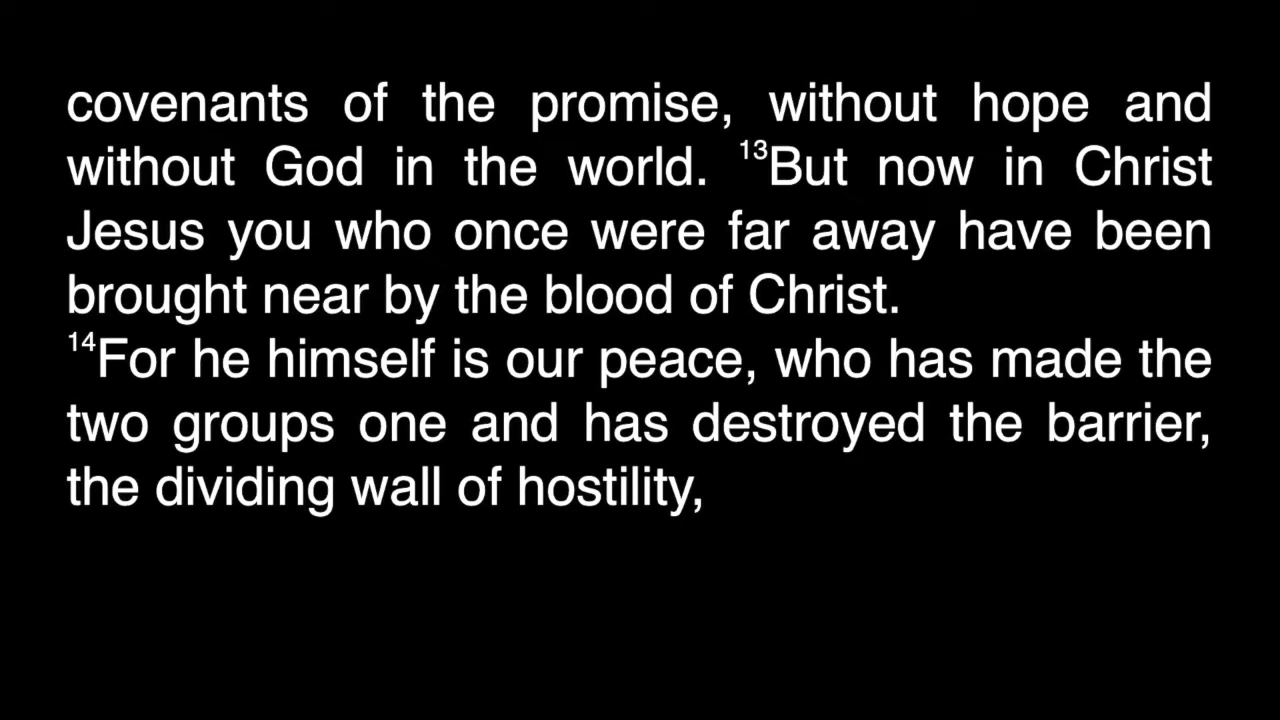 covenants of the promise, without hope and
without God in the world. ¹³But now in Christ
Jesus you who once were far away have been
brought near by the blood of Christ.
¹⁴For he himself is our peace, who has made the
two groups one and has destroyed the barrier,
the dividing wall of hostility,